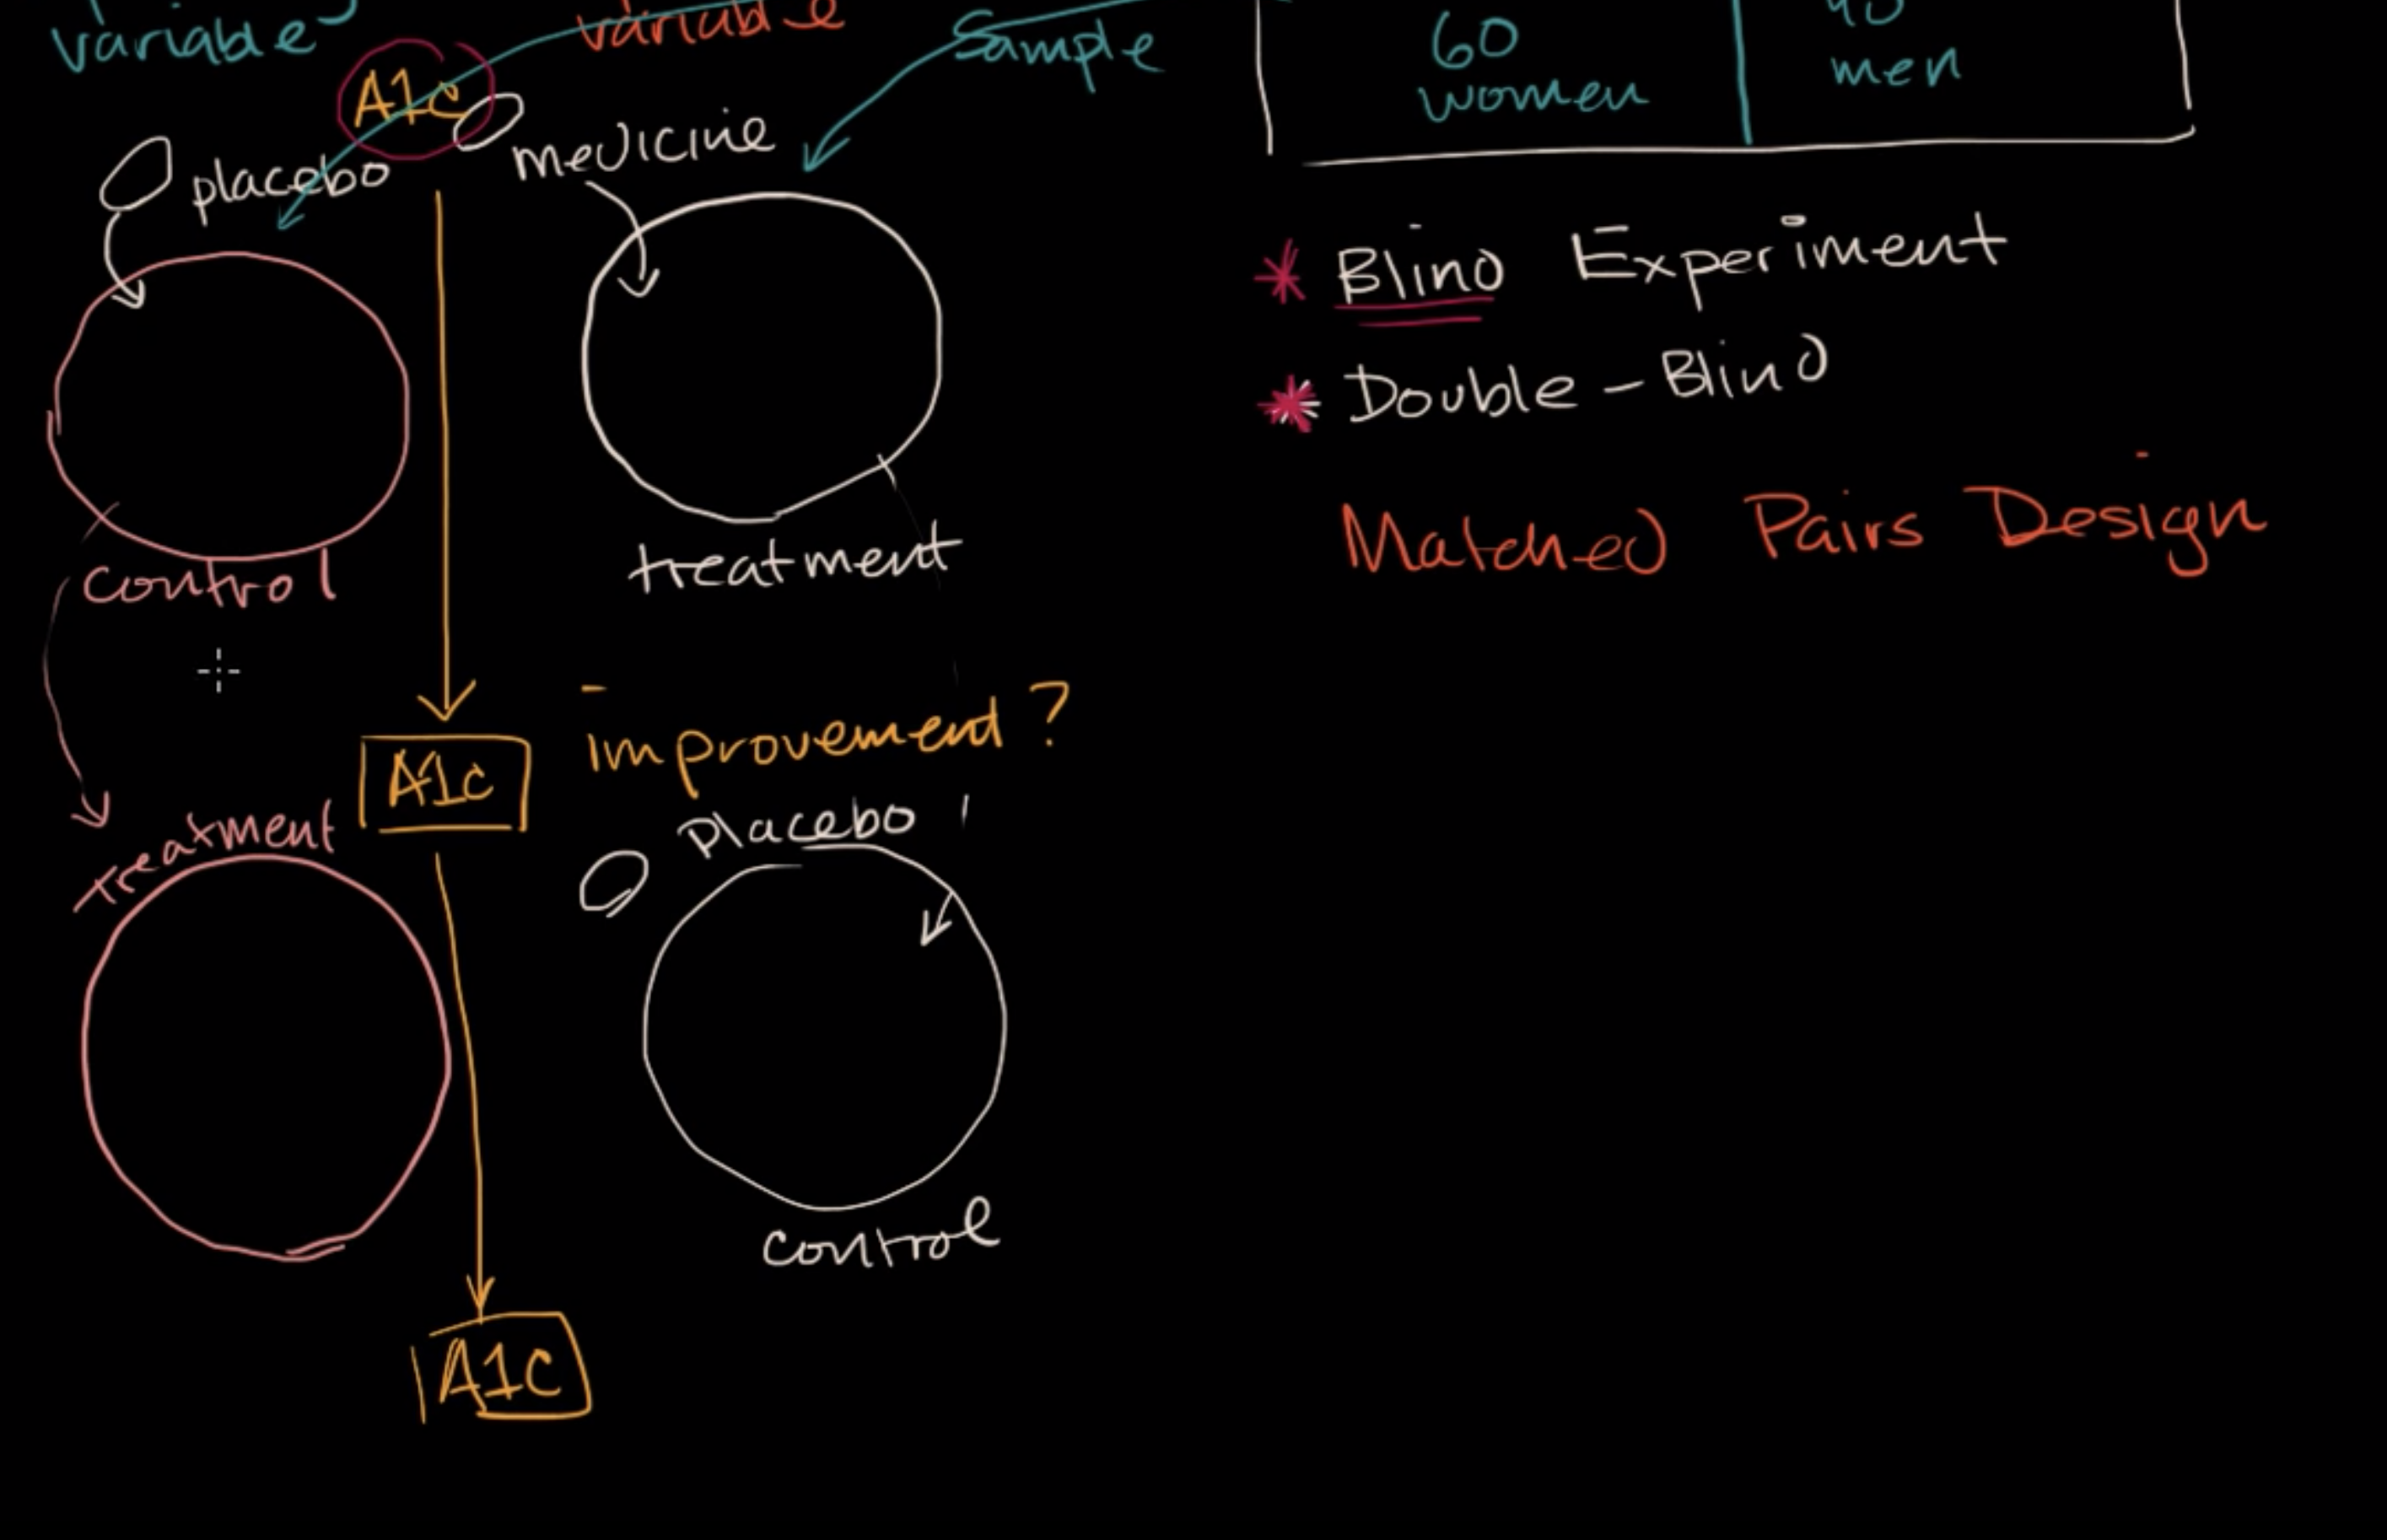 variable
variable
Sample
60
women
40
men
A1c
placebo
medicine
* Blind Experiment
* Double-Blind
Matched Pairs Design
control
treatment
A1c
improvement?
Treatment
Placebo
control
A1C